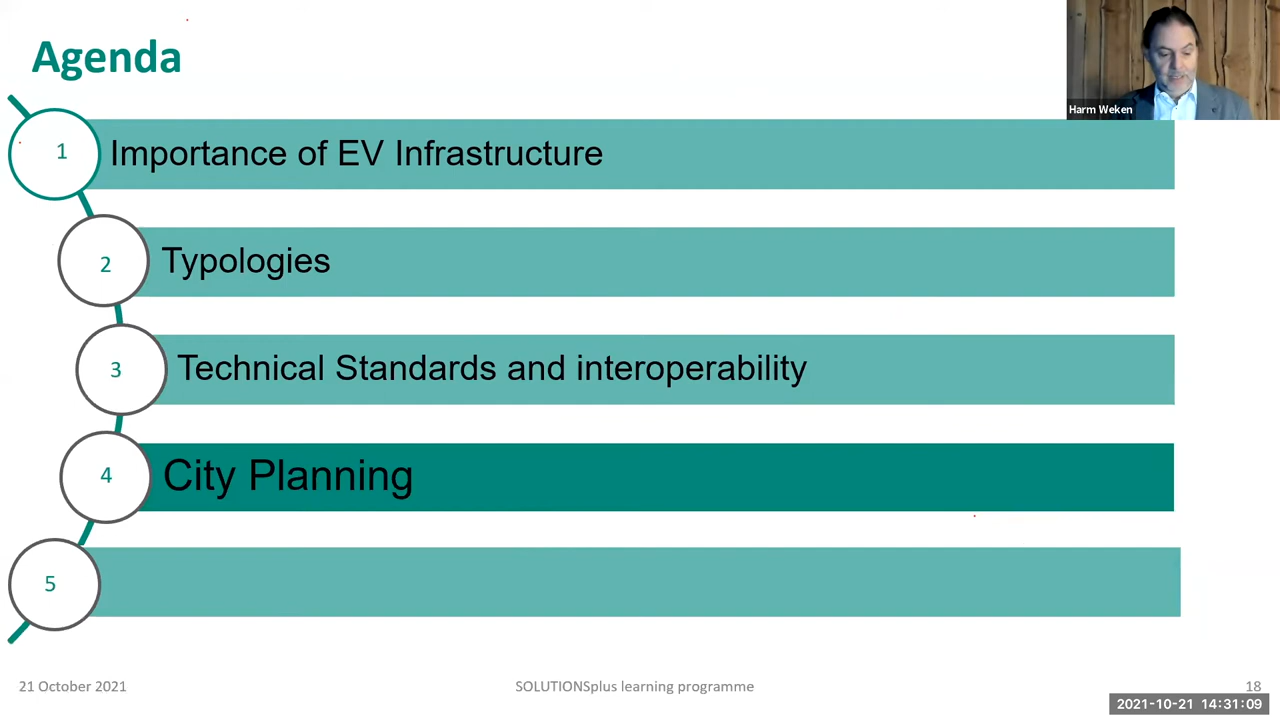 Agenda
Harm Weken
1
Importance of EV Infrastructure
2
Typologies
3
Technical Standards and interoperability
4
City Planning
5
21 October 2021
SOLUTIONSplus learning programme
18
2021-10-21 14:31:09